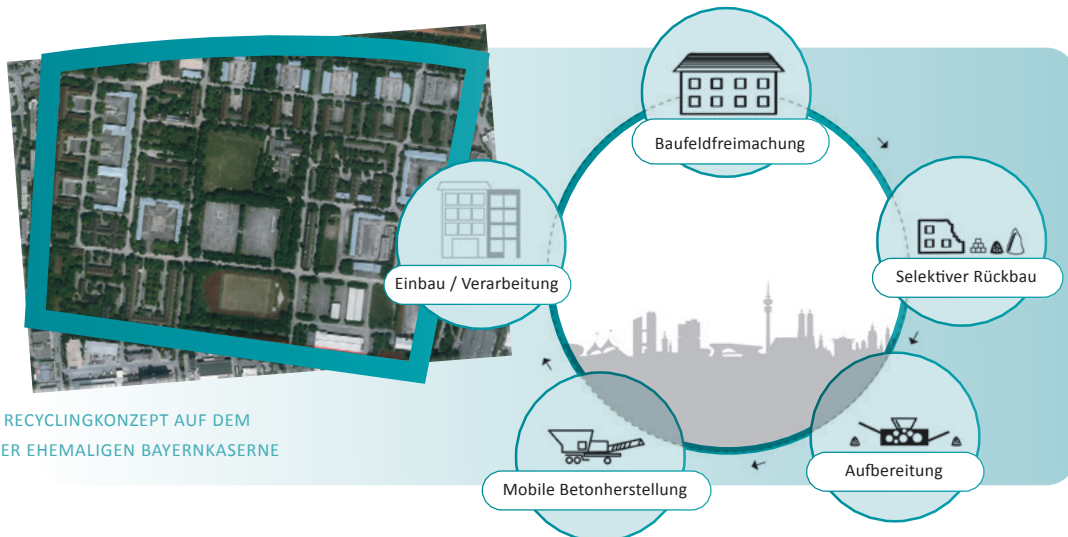 Baufeldfreimachung
Selektiver Rückbau
Aufbereitung
Mobile Betonherstellung
Einbau / Verarbeitung
RECYCLINGKONZEPT AUF DEM
ER EHEMALIGEN BAYERNKASERNE